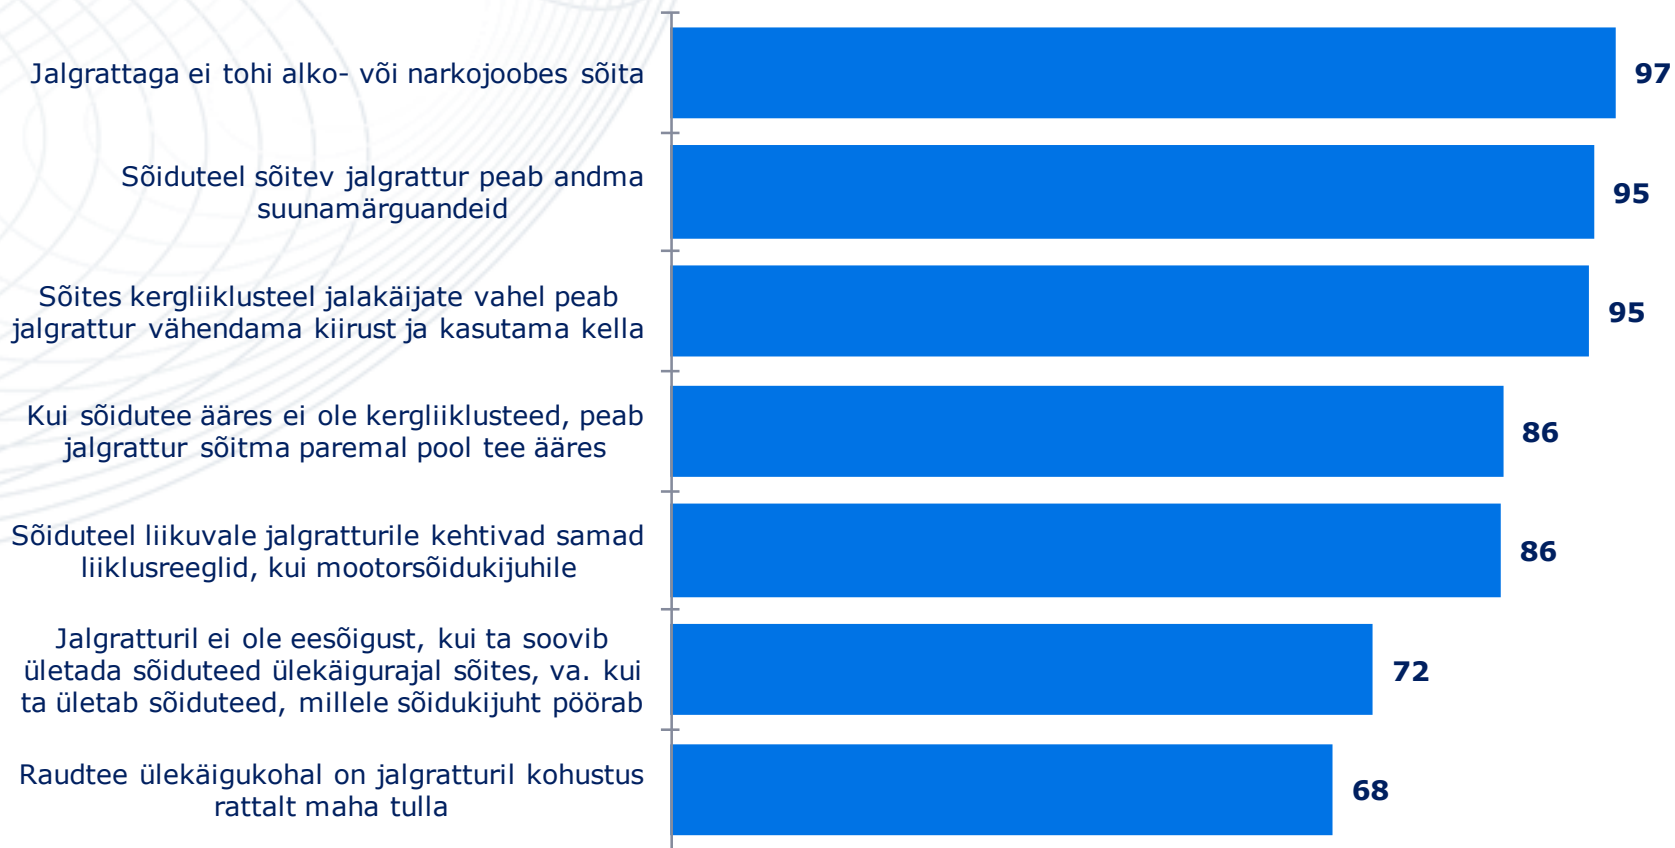 Jalgrattaga ei tohi alko- või narkojoobes sõita
97
Sõiduteel sõitev jalgrattur peab andma
suunamärguandeid
95
Sõites kergliiklusteel jalakäijate vahel peab
jalgrattur vähendama kiirust ja kasutama kella
95
Kui sõidutee ääres ei ole kergliiklusteed, peab
jalgrattur sõitma paremal pool tee ääres
86
Sõiduteel liikuvale jalgratturile kehtivad samad
liiklusreeglid, kui mootorsõidukijuhile
86
Jalgratturil ei ole eesõigust, kui ta soovib
ületada sõiduteed ülekäigurajal sõites, va. kui
ta ületab sõiduteed, millele sõidukijuht pöörab
72
Raudtee ülekäigukohal on jalgratturil kohustus
rattalt maha tulla
68